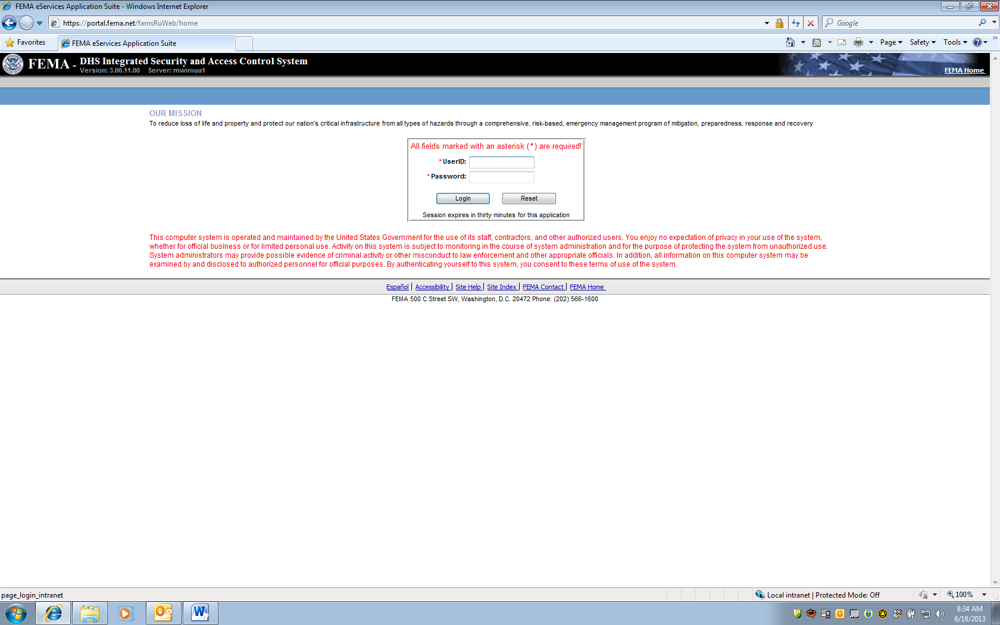 FEMA eServices Application Suite - Windows Internet Explorer
https://portal.fema.net/famsRuWeb/home
Google
Favorites
FEMA eServices Application Suite
Page
Safety
Tools
FEMA - DHS Integrated Security and Access Control System
Version: 3.00.11.00 Server: mwimua1
FEMA Home
OUR MISSION
To reduce loss of life and property and protect our nation's critical infrastructure from all types of hazards through a comprehensive, risk-based, emergency management program of mitigation, preparedness, response and recovery
All fields marked with an asterisk (*) are required!
* UserID:
* Password:
Login Reset
Session expires in thirty minutes for this application
This computer system is operated and maintained by the United States Government for the use of its staff, contractors, and other authorized users. You enjoy no expectation of privacy in your use of the system,
whether for official business or for limited personal use. Activity on this system is subject to monitoring in the course of system administration and for the purpose of protecting the system from unauthorized use.
System administrators may provide possible evidence of criminal activity or other misconduct to law enforcement and other appropriate officials. In addition, all information on this computer system may be
examined by and disclosed to authorized personnel for official purposes. By authenticating yourself to this system, you consent to these terms of use of the system.
Español | Accessibility | Site Help | Site Index | FEMA Contact | FEMA Home
FEMA 500 C Street SW, Washington, D.C. 20472 Phone: (202) 566-1600
page_login_intranet
Local intranet | Protected Mode: Off
100%
8:34 AM
6/18/2013